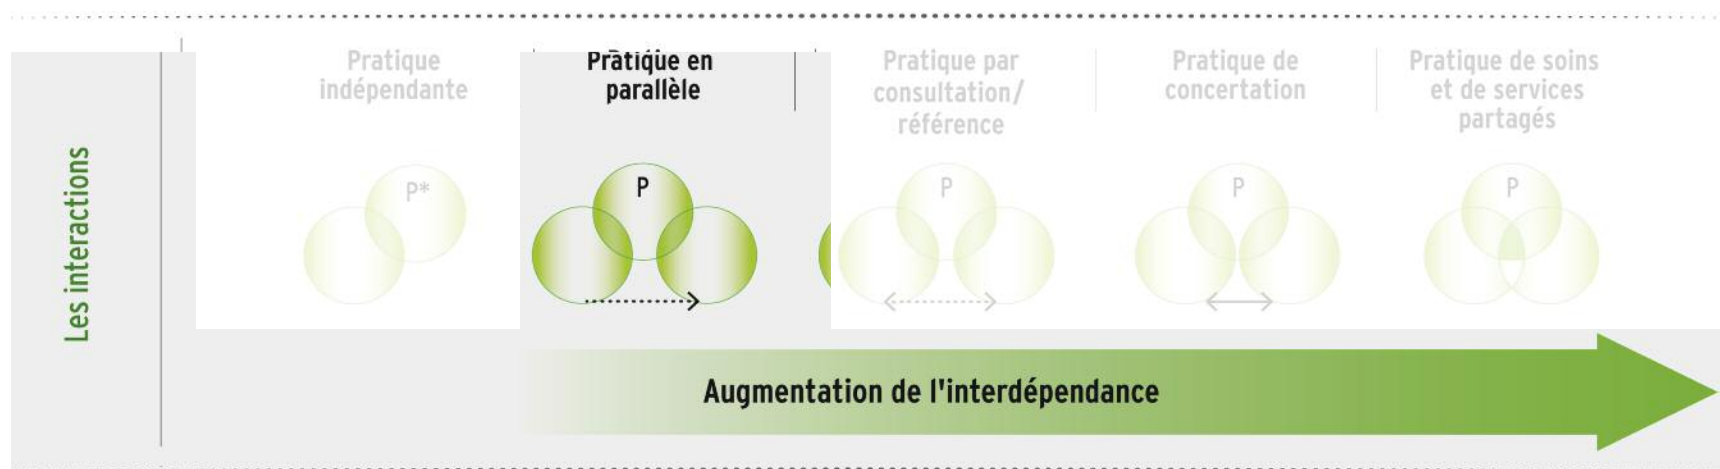 Les interactions
Pratique
indépendante
Pratique en
parallèle
Pratique par
consultation/
référence
Pratique de
concertation
Pratique de soins
et de services
partagés
P*
P
P
P
P
Augmentation de l'interdépendance